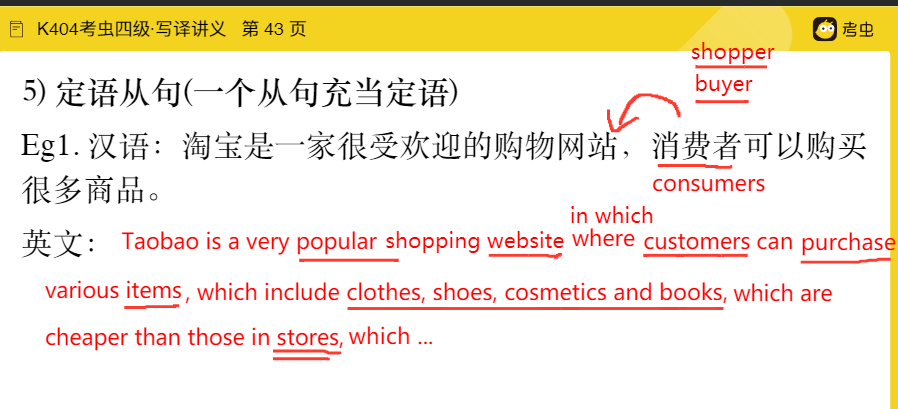 K404考虫四级·写译讲义 第 43 页
考虫
shopper
buyer
5) 定语从句(一个从句充当定语)
Eg1. 汉语：淘宝是一家很受欢迎的购物网站，消费者可以购买
很多商品。
consumers
in which
英文： Taobao is a very popular shopping website where customers can purchase
various items, which include clothes, shoes, cosmetics and books, which are
cheaper than those in stores, which ...